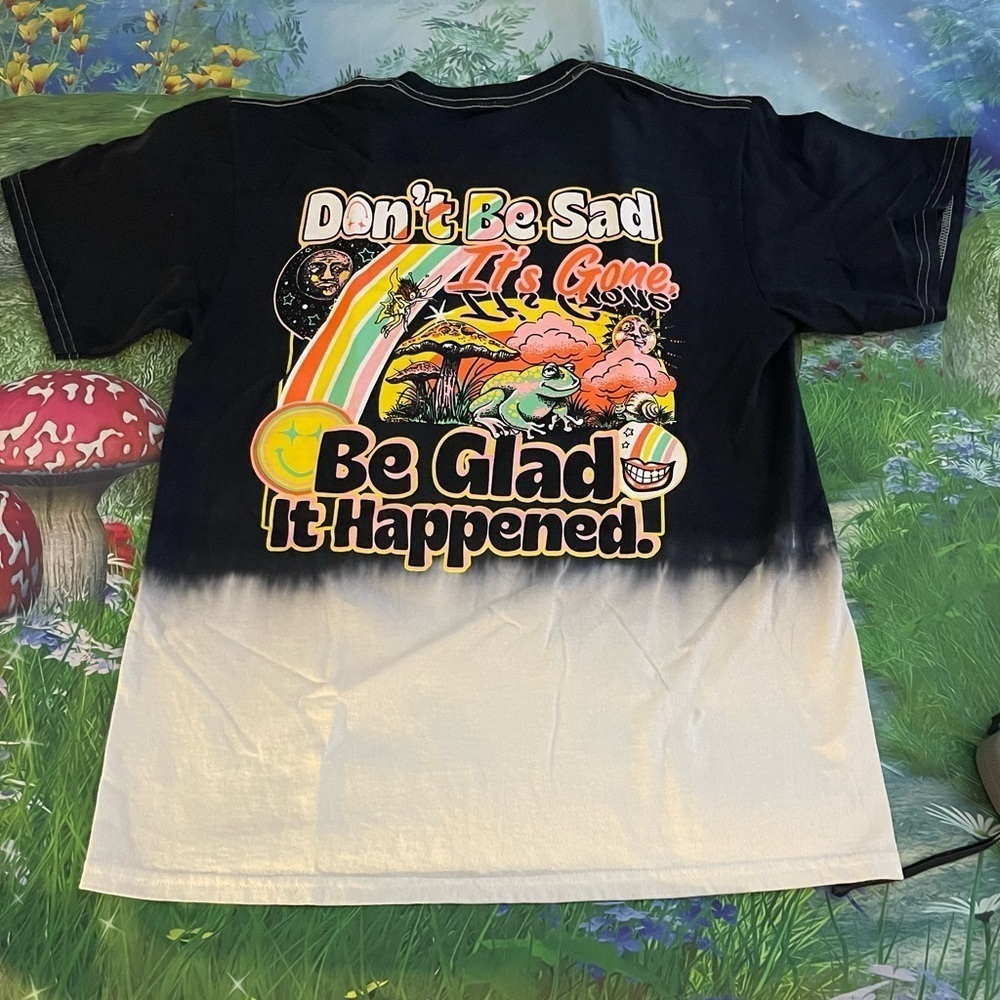 Don't Be Sad
It's Gone,
Be Glad
It Happened!